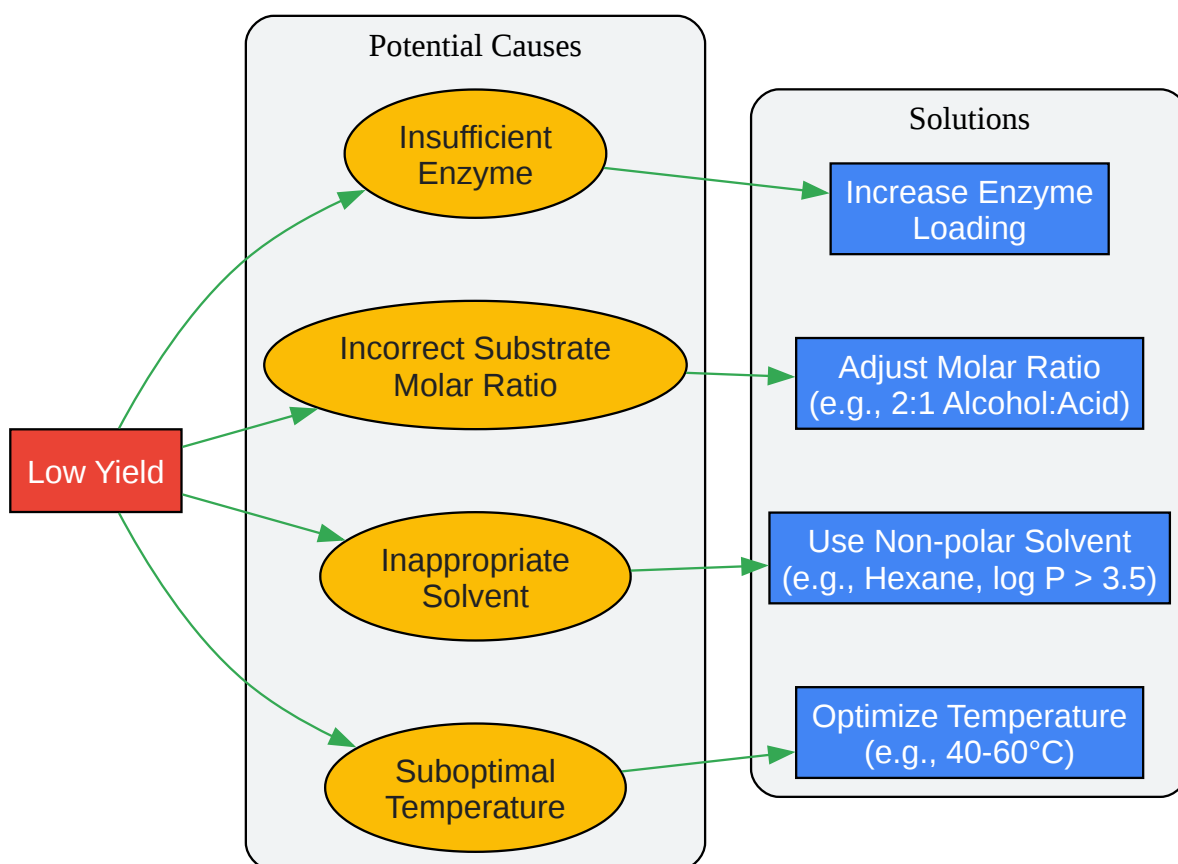 Potential Causes
Insufficient
Enzyme
Incorrect Substrate
Molar Ratio
Inappropriate
Solvent
Suboptimal
Temperature
Low Yield
Solutions
Increase Enzyme
Loading
Adjust Molar Ratio
(e.g., 2:1 Alcohol:Acid)
Use Non-polar Solvent
(e.g., Hexane, log P > 3.5)
Optimize Temperature
(e.g., 40-60°C)